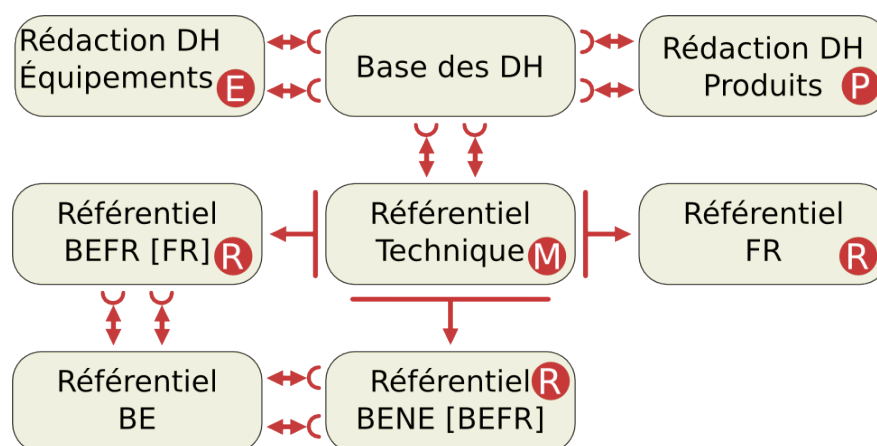 Rédaction DH
Équipements
E
Base des DH
Rédaction DH
Produits
P
Référentiel
BEFR [FR]
R
Référentiel
Technique
M
Référentiel
FR
R
Référentiel
BE
Référentiel
R
BENE [BEFR]